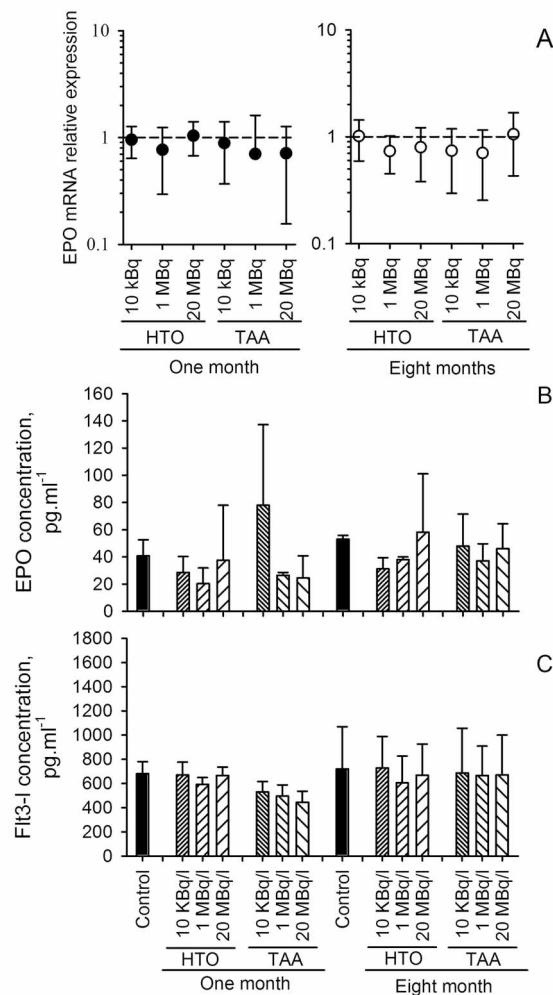 A
EPO mRNA relative expression
10
1
0.1
10
1
0.1
10 kBq
1 MBq
20 MBq
10 kBq
1 MBq
20 MBq
10 kBq
1 MBq
20 MBq
10 kBq
1 MBq
20 MBq
HTO
TAA
HTO
TAA
One month
Eight months
B
EPO concentration,
pg.ml-1
160
140
120
100
80
60
40
20
0
C
Flt3-l concentration,
pg.ml-1
1800
1600
1400
1200
1000
800
600
400
200
0
Control
10 KBq/l
1 MBq/l
20 MBq/l
10 KBq/l
1 MBq/l
20 MBq/l
Control
10 KBq/l
1 MBq/l
20 MBq/l
10 KBq/l
1 MBq/l
20 MBq/l
HTO
TAA
HTO
TAA
One month
Eight month